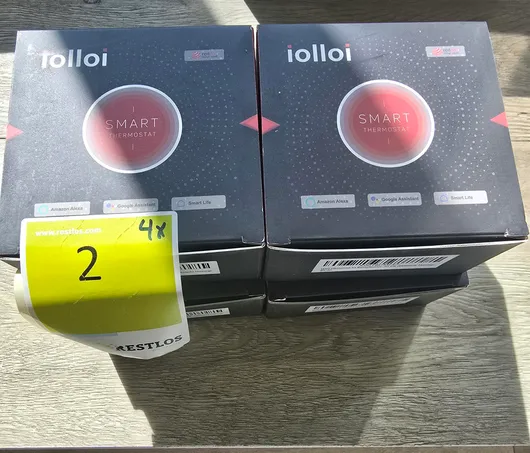 iolloi
SMART
THERMOSTAT
Amazon Alexa
Google Assistant
Smart Life
iolloi
SMART
THERMOSTAT
Amazon Alexa
Google Assistant
Smart Life
www.restlos.com
4x
2
RESTLOS